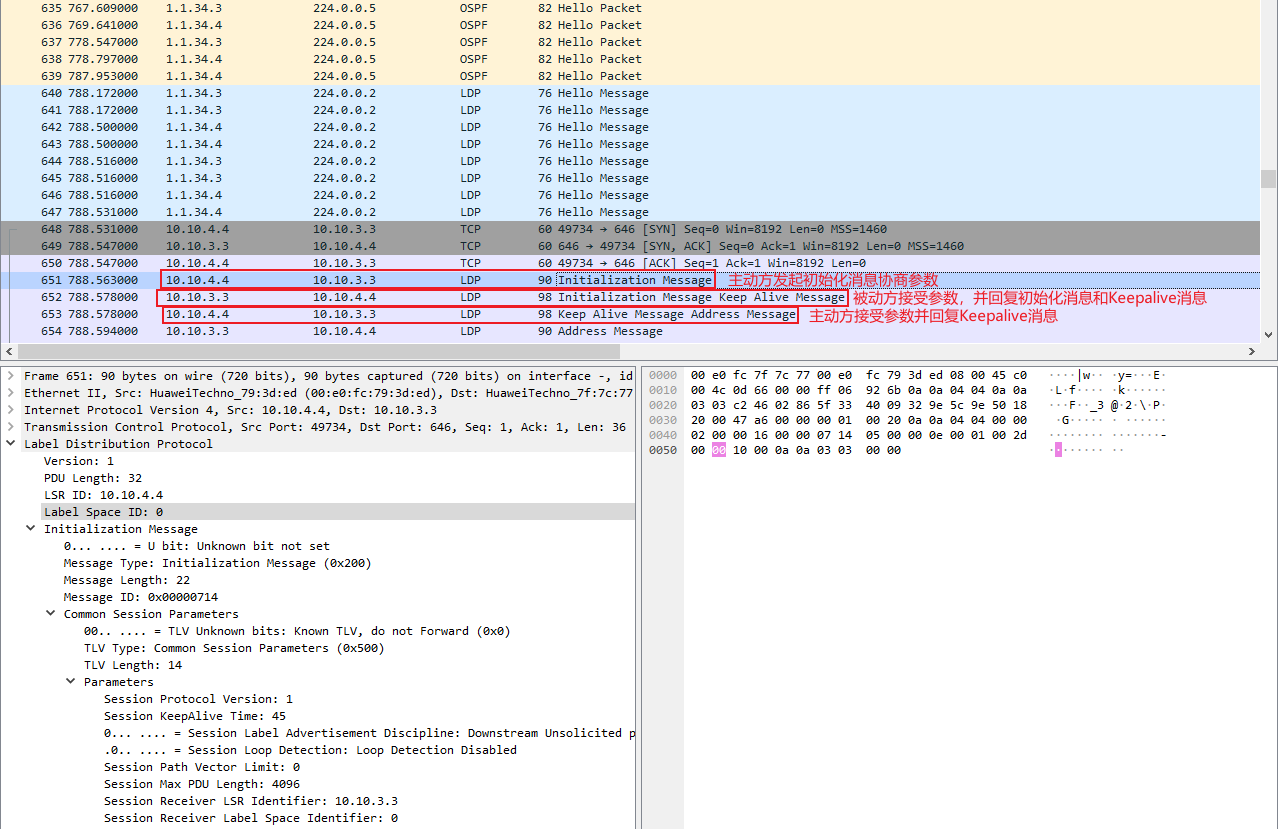 635 767.609000 1.1.34.3 224.0.0.5 OSPF 82 Hello Packet
636 769.641000 1.1.34.4 224.0.0.5 OSPF 82 Hello Packet
637 778.547000 1.1.34.3 224.0.0.5 OSPF 82 Hello Packet
638 778.797000 1.1.34.4 224.0.0.5 OSPF 82 Hello Packet
639 787.953000 1.1.34.4 224.0.0.5 OSPF 82 Hello Packet
640 788.172000 1.1.34.3 224.0.0.2 LDP 76 Hello Message
641 788.172000 1.1.34.3 224.0.0.2 LDP 76 Hello Message
642 788.500000 1.1.34.4 224.0.0.2 LDP 76 Hello Message
643 788.500000 1.1.34.4 224.0.0.2 LDP 76 Hello Message
644 788.516000 1.1.34.3 224.0.0.2 LDP 76 Hello Message
645 788.516000 1.1.34.3 224.0.0.2 LDP 76 Hello Message
646 788.516000 1.1.34.4 224.0.0.2 LDP 76 Hello Message
647 788.531000 1.1.34.4 224.0.0.2 LDP 76 Hello Message
648 788.531000 10.10.4.4 10.10.3.3 TCP 60 49734 → 646 [SYN] Seq=0 Win=8192 Len=0 MSS=1460
649 788.547000 10.10.3.3 10.10.4.4 TCP 60 646 → 49734 [SYN, ACK] Seq=0 Ack=1 Win=8192 Len=0 MSS=1460
650 788.547000 10.10.4.4 10.10.3.3 TCP 60 49734 → 646 [ACK] Seq=1 Ack=1 Win=8192 Len=0
651 788.563000 10.10.4.4 10.10.3.3 LDP 90 Initialization Message 主动方发起初始化消息协商参数
652 788.578000 10.10.3.3 10.10.4.4 LDP 98 Initialization Message Keep Alive Message 被动方接受参数，并回复初始化消息和Keepalive消息
653 788.578000 10.10.4.4 10.10.3.3 LDP 98 Keep Alive Message Address Message 主动方接受参数并回复Keepalive消息
654 788.594000 10.10.3.3 10.10.4.4 LDP 90 Address Message
Frame 651: 90 bytes on wire (720 bits), 90 bytes captured (720 bits) on interface -, id
Ethernet II, Src: HuaweiTechno_79:3d:ed (00:e0:fc:79:3d:ed), Dst: HuaweiTechno_7f:7c:77
Internet Protocol Version 4, Src: 10.10.4.4, Dst: 10.10.3.3
Transmission Control Protocol, Src Port: 49734, Dst Port: 646, Seq: 1, Ack: 1, Len: 36
Label Distribution Protocol
Version: 1
PDU Length: 32
LSR ID: 10.10.4.4
Label Space ID: 0
Initialization Message
0... .... = U bit: Unknown bit not set
Message Type: Initialization Message (0x200)
Message Length: 22
Message ID: 0x00000714
Common Session Parameters
00.. .... = TLV Unknown bits: Known TLV, do not Forward (0x0)
TLV Type: Common Session Parameters (0x500)
TLV Length: 14
Parameters
Session Protocol Version: 1
Session KeepAlive Time: 45
0... .... = Session Label Advertisement Discipline: Downstream Unsolicited p
.0.. .... = Session Loop Detection: Loop Detection Disabled
Session Path Vector Limit: 0
Session Max PDU Length: 4096
Session Receiver LSR Identifier: 10.10.3.3
Session Receiver Label Space Identifier: 0
0000 00 e0 fc 7f 7c 77 00 e0 fc 79 3d ed 08 00 45 c0 ····|w·· ·y=···E·
0010 00 4c 0d 66 00 00 ff 06 92 6b 0a 0a 04 04 0a 0a ·L·f···· ·k······
0020 03 03 c2 46 02 86 5f 33 40 09 32 9e 5c 9e 50 18 ···F··_3 @·2·\·P·
0030 20 00 47 a6 00 00 00 01 00 20 0a 0a 04 04 00 00 ·G····· · ······
0040 02 00 00 16 00 00 07 14 05 00 00 0e 00 01 00 2d ········ ·······-
0050 00 00 10 00 0a 0a 03 03 00 00 ········ ··